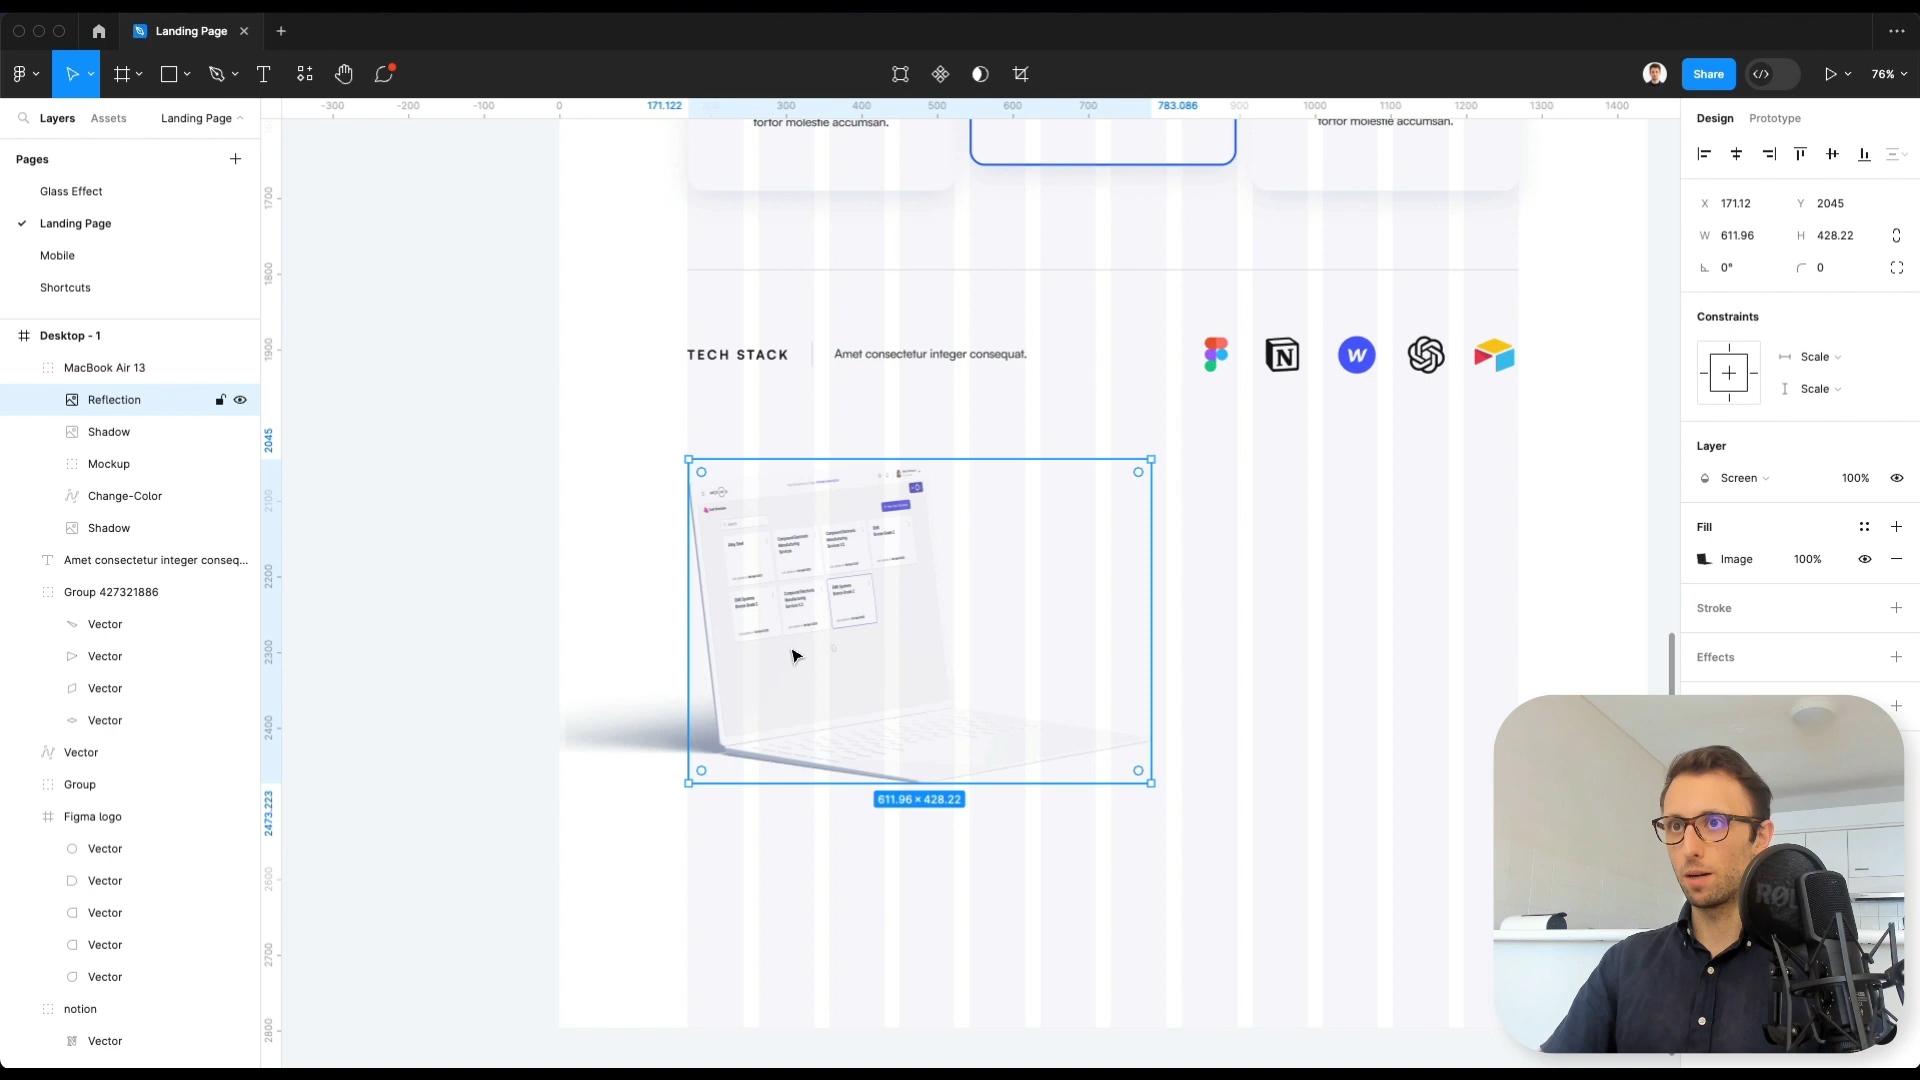 Landing Page
Share
76%
Layers
Assets
Landing Page
Pages
Glass Effect
Landing Page
Mobile
Shortcuts
Desktop - 1
MacBook Air 13
Reflection
Shadow
Mockup
Change-Color
Shadow
Amet consectetur integer conseq...
Group 427321886
Vector
Vector
Vector
Vector
Vector
Group
Figma logo
Vector
Vector
Vector
Vector
Vector
notion
Vector
-300 -200 -100 0 171.122 200 300 400 500 600 700 783.086 900 1000 1100 1200 1300 1400
1700
1800
1900
2045
2100
2200
2300
2400
2473.223
2600
2700
2800
tortor molestie accumsan.
tortor molestie accumsan.
TECH STACK
Amet consectetur integer consequat.
611.96 × 428.22
Design
Prototype
X 171.12 Y 2045
W 611.96 H 428.22
0° 0
Constraints
Scale
Scale
Layer
Screen 100%
Fill
Image 100%
Stroke
Effects